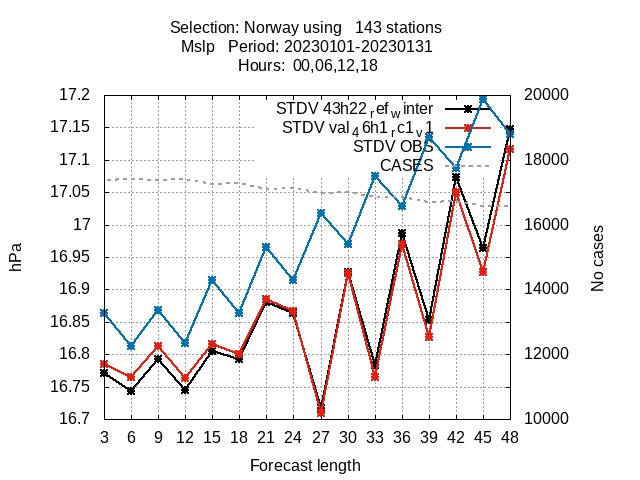 Selection: Norway using   143 stations
Mslp   Period: 20230101-20230131
Hours:  00,06,12,18
STDV 43h22_ref_winter
STDV val_46h1_rc1_v1
STDV OBS
CASES
17.2
17.15
17.1
17.05
17
16.95
16.9
16.85
16.8
16.75
16.7
20000
18000
16000
14000
12000
10000
hPa
No cases
3 6 9 12 15 18 21 24 27 30 33 36 39 42 45 48
Forecast length